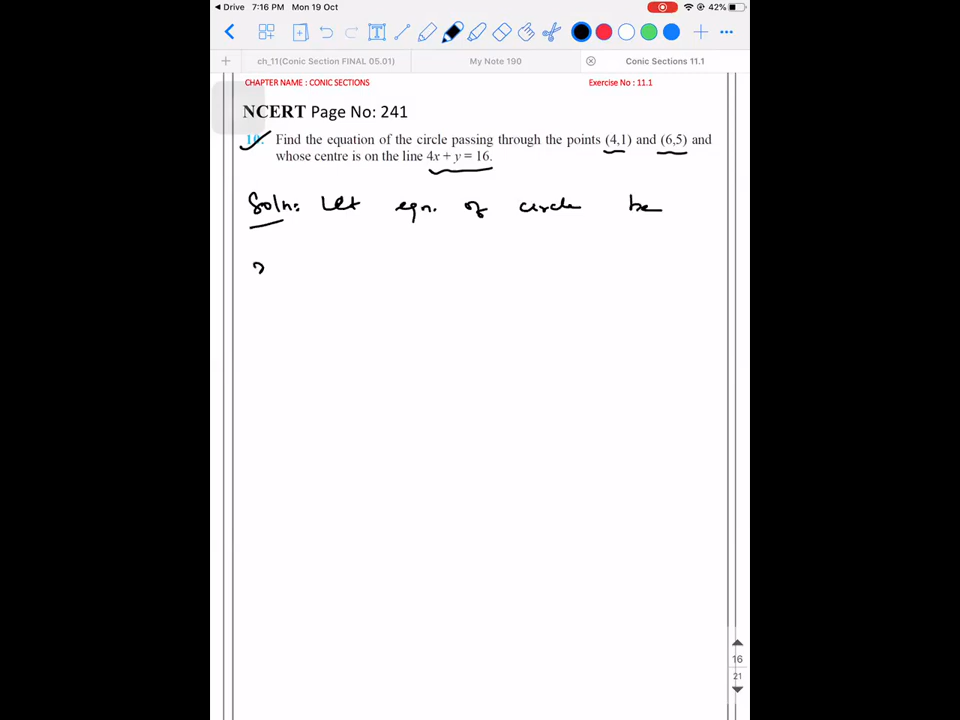 Drive 7:16 PM Mon 19 Oct 42%
ch_11(Conic Section FINAL 05.01) My Note 190 Conic Sections 11.1
CHAPTER NAME : CONIC SECTIONS Exercise No : 11.1
NCERT Page No: 241
10. Find the equation of the circle passing through the points (4,1) and (6,5) and
whose centre is on the line 4x + y = 16.
Soln: Let eqn. of circle be
16
21